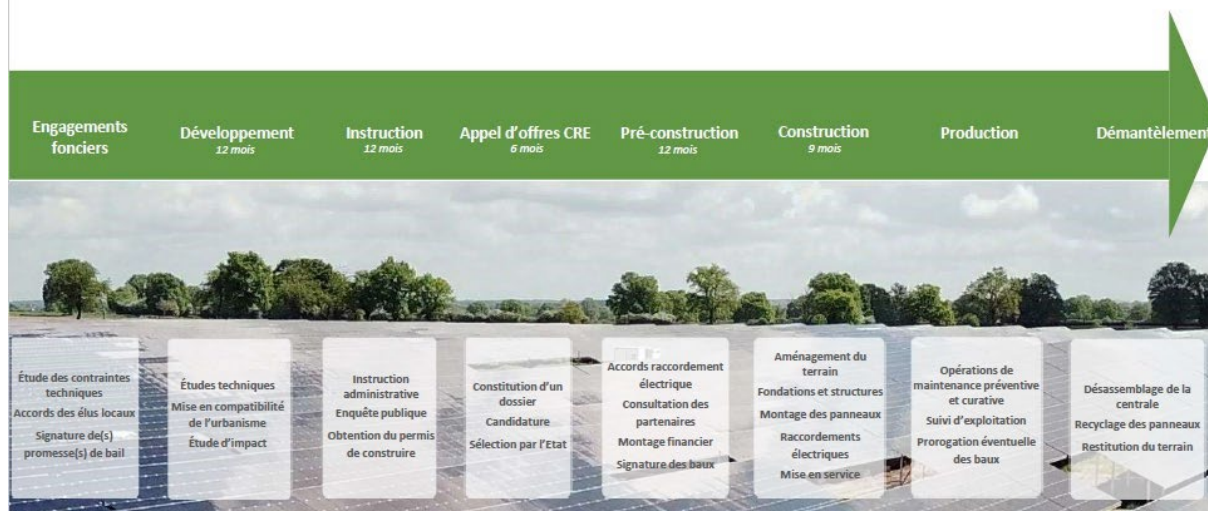 Engagements
fonciers
Développement
12 mois
Instruction
12 mois
Appel d'offres CRE
6 mois
Pré-construction
12 mois
Construction
9 mois
Production
Démantèlement
Étude des contraintes
techniques
Accords des élus locaux
Signature de(s)
promesse(s) de bail
Études techniques
Mise en compatibilité
de l'urbanisme
Étude d'impact
Instruction
administrative
Enquête publique
Obtention du permis
de construire
Constitution d'un
dossier
Candidature
Sélection par l'Etat
Accords raccordement
électrique
Consultation des
partenaires
Montage financier
Signature des baux
Aménagement du
terrain
Fondations et structures
Montage des panneaux
Raccordements
électriques
Mise en service
Opérations de
maintenance préventive
et curative
Suivi d'exploitation
Prorogation éventuelle
des baux
Désassemblage de la
centrale
Recyclage des panneaux
Restitution du terrain